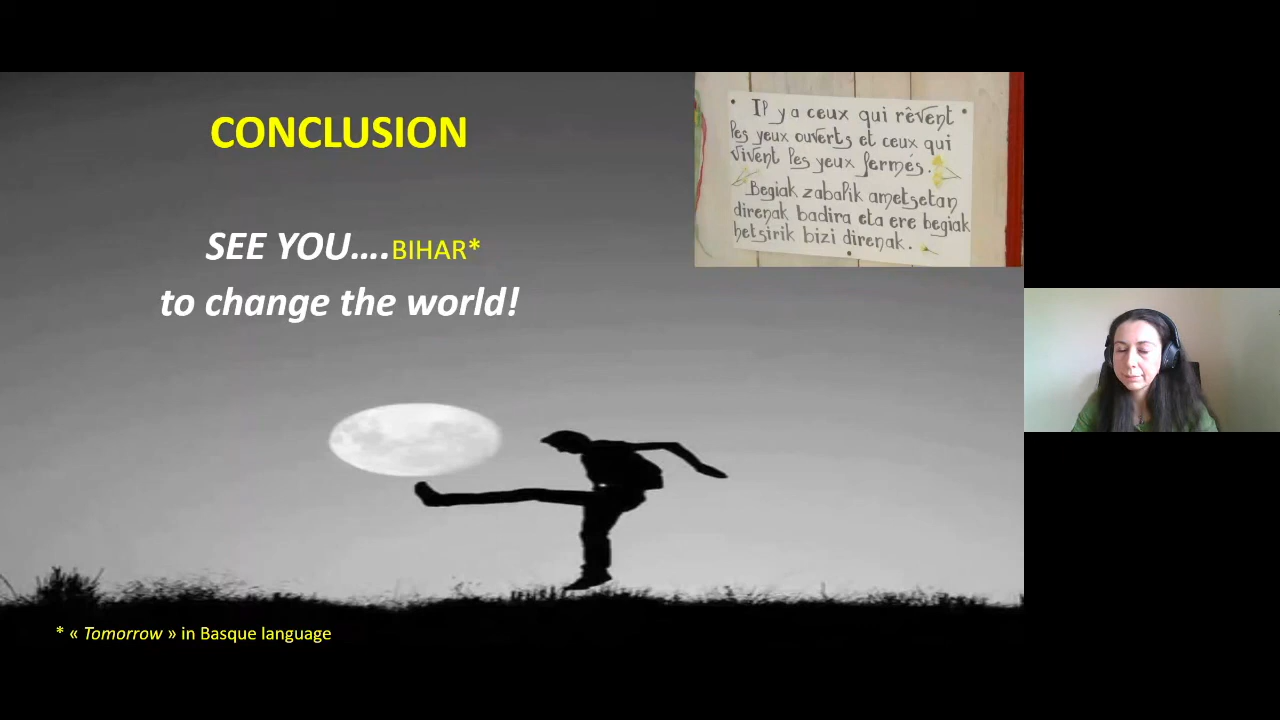 CONCLUSION
SEE YOU....BIHAR*
to change the world!
Il y a ceux qui rêvent
les yeux ouverts et ceux qui
vivent les yeux fermés.
Begiak zabalik ametsetan
direnak badira eta ere begiak
hetsirik bizi direnak.
* « Tomorrow » in Basque language